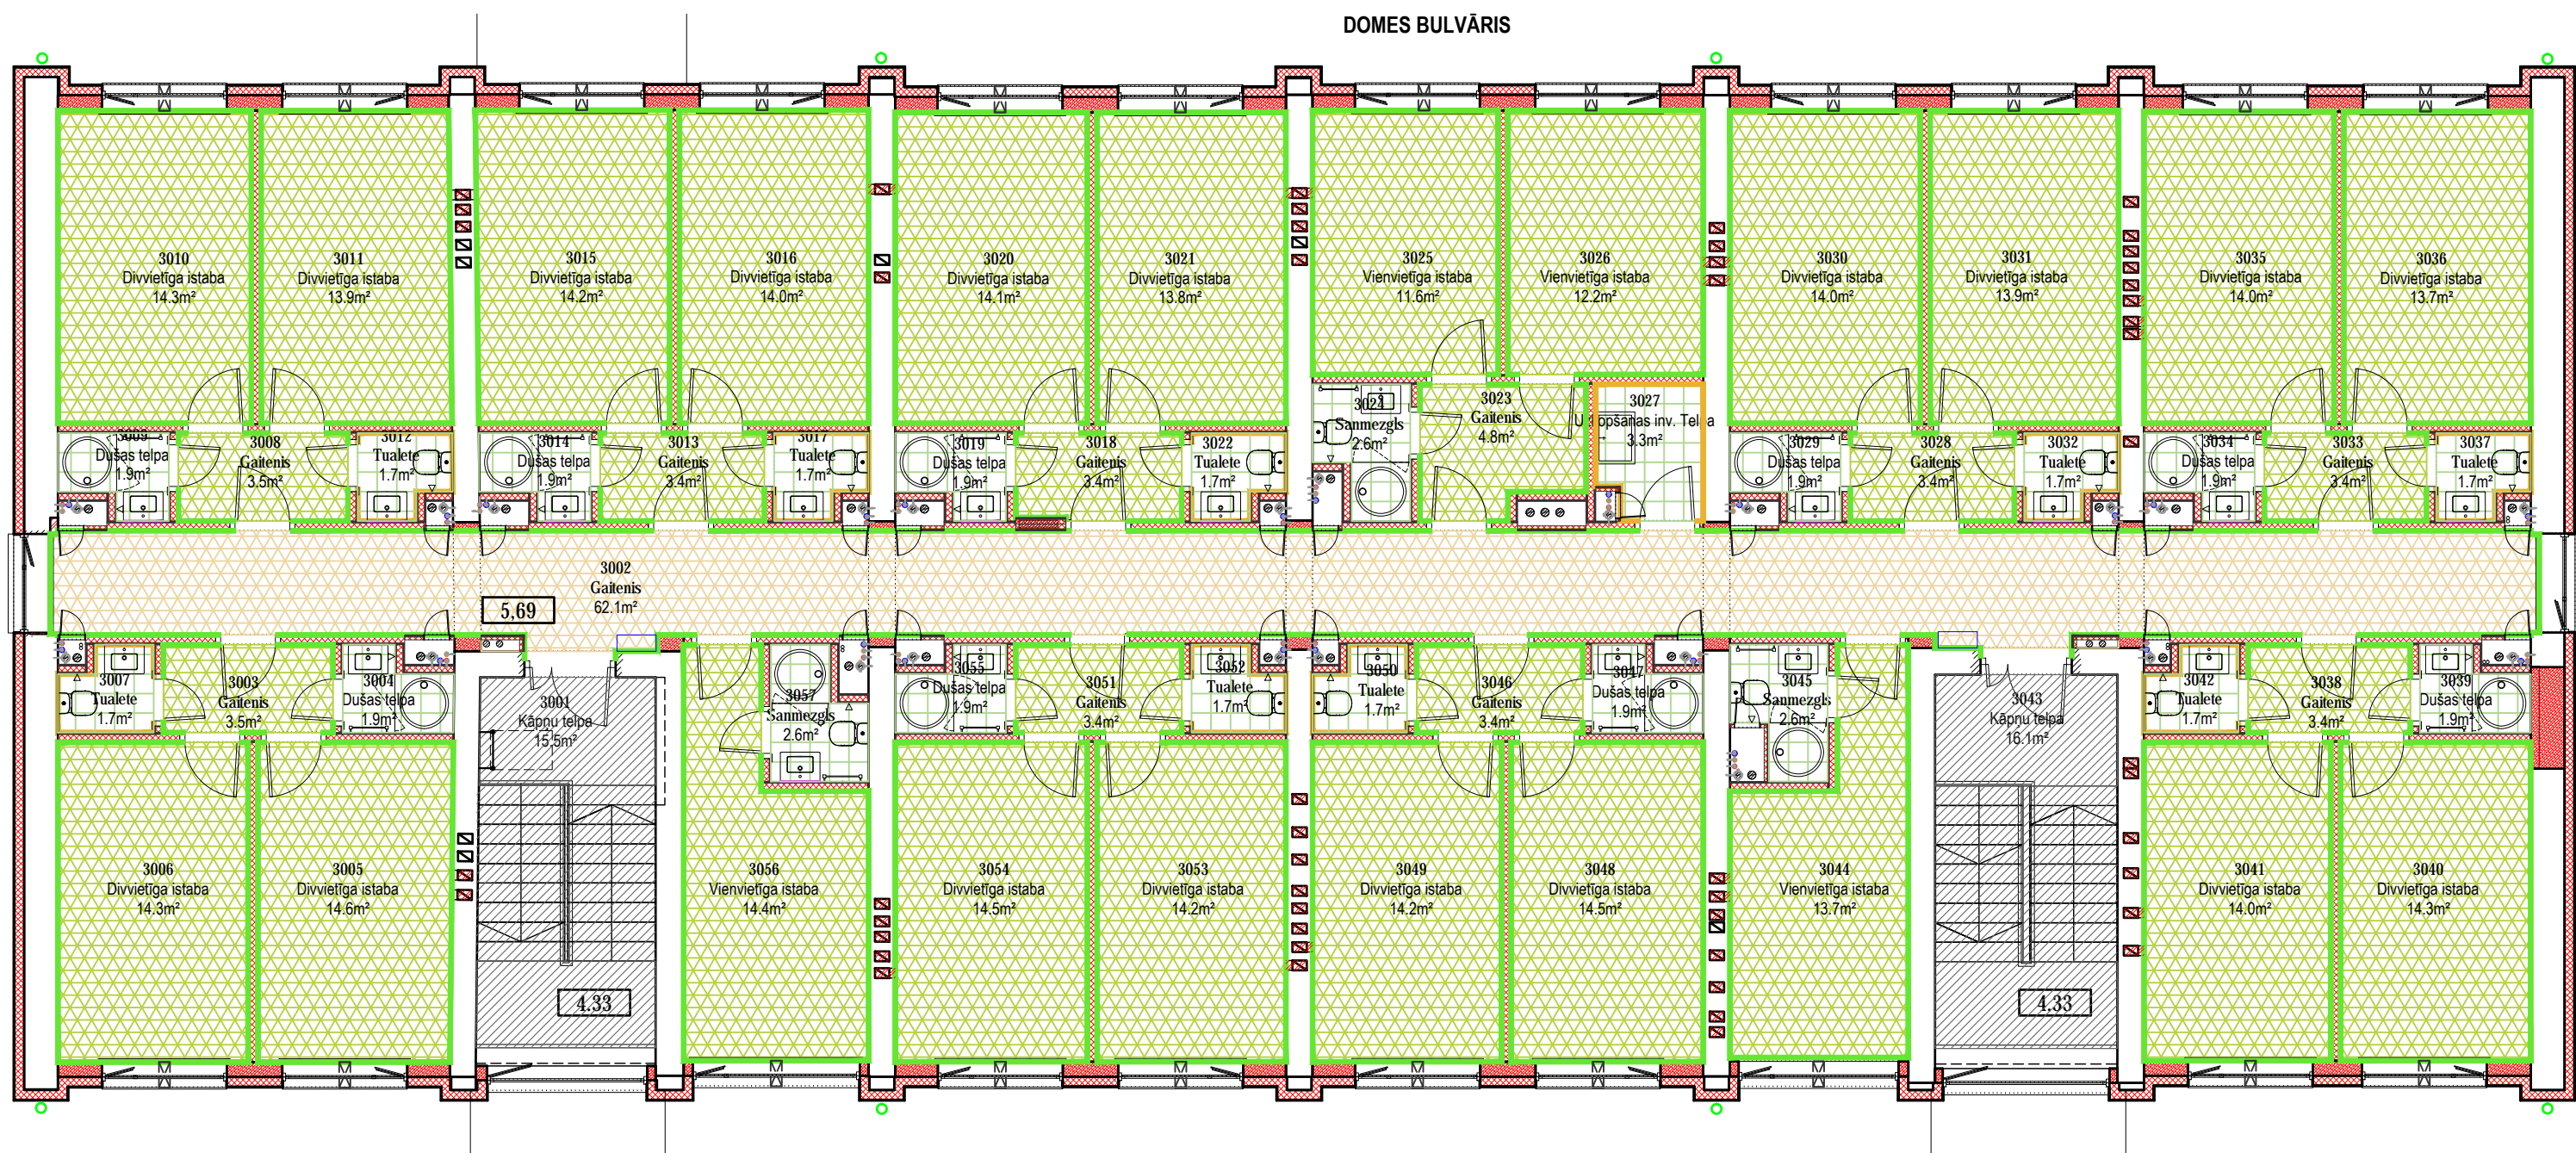 DOMES BULVĀRIS
3010
Divvietīga istaba
14.3m²
3011
Divvietīga istaba
13.9m²
3015
Divvietīga istaba
14.2m²
3016
Divvietīga istaba
14.0m²
3020
Divvietīga istaba
14.1m²
3021
Divvietīga istaba
13.8m²
3025
Vienvietīga istaba
11.6m²
3026
Vienvietīga istaba
12.2m²
3030
Divvietīga istaba
14.0m²
3031
Divvietīga istaba
13.9m²
3035
Divvietīga istaba
14.0m²
3036
Divvietīga istaba
13.7m²
3009
Dušas telpa
1.9m²
3008
Gaitenis
3.5m²
3012
Tualete
1.7m²
3014
Dušas telpa
1.9m²
3013
Gaitenis
3.4m²
3017
Tualete
1.7m²
3019
Dušas telpa
1.9m²
3018
Gaitenis
3.4m²
3022
Tualete
1.7m²
3024
Sanmezgls
2.6m²
3023
Gaitenis
4.8m²
3027
inv. Telpa
3.3m²
3029
Dušas telpa
1.9m²
3028
Gaitenis
3.4m²
3032
Tualete
1.7m²
3034
Dušas telpa
1.9m²
3033
Gaitenis
3.4m²
3037
Tualete
1.7m²
3002
Gaitenis
62.1m²
5,69
3007
Tualete
1.7m²
3003
Gaitenis
3.5m²
3004
Dušas telpa
1.9m²
3001
Kāpņu telpa
15.5m²
3057
Sanmezgls
2.6m²
3055
Dušas telpa
1.9m²
3051
Gaitenis
3.4m²
3052
Tualete
1.7m²
3050
Tualete
1.7m²
3046
Gaitenis
3.4m²
3047
Dušas telpa
1.9m²
3045
Sanmezgls
2.6m²
3043
Kāpņu telpa
16.1m²
3042
Tualete
1.7m²
3038
Gaitenis
3.4m²
3039
Dušas telpa
1.9m²
3006
Divvietīga istaba
14.3m²
3005
Divvietīga istaba
14.6m²
3056
Vienvietīga istaba
14.4m²
3054
Divvietīga istaba
14.5m²
3053
Divvietīga istaba
14.2m²
3049
Divvietīga istaba
14.2m²
3048
Divvietīga istaba
14.5m²
3044
Vienvietīga istaba
13.7m²
3041
Divvietīga istaba
14.0m²
3040
Divvietīga istaba
14.3m²
4.33
4.33